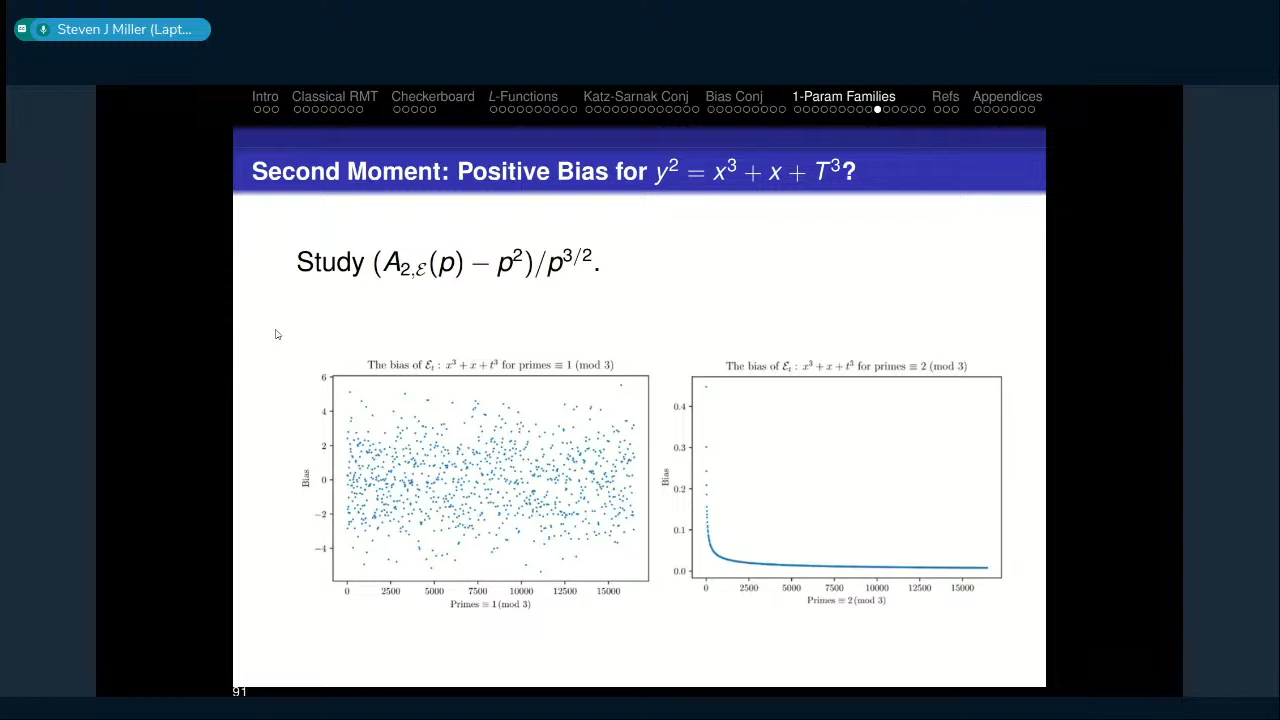 Steven J Miller (Lapt...
Intro Classical RMT Checkerboard L-Functions Katz-Sarnak Conj Bias Conj 1-Param Families Refs Appendices
Second Moment: Positive Bias for y² = x³ + x + T³?
Study (A₂,ℰ(p) − p²)/p³ᐟ².
The bias of ℰₜ : x³ + x + t³ for primes ≡ 1 (mod 3)
6
4
2
0
−2
−4
Bias
0 2500 5000 7500 10000 12500 15000
Primes ≡ 1 (mod 3)
The bias of ℰₜ : x³ + x + t³ for primes ≡ 2 (mod 3)
0.4
0.3
0.2
0.1
0.0
Bias
0 2500 5000 7500 10000 12500 15000
Primes ≡ 2 (mod 3)
91